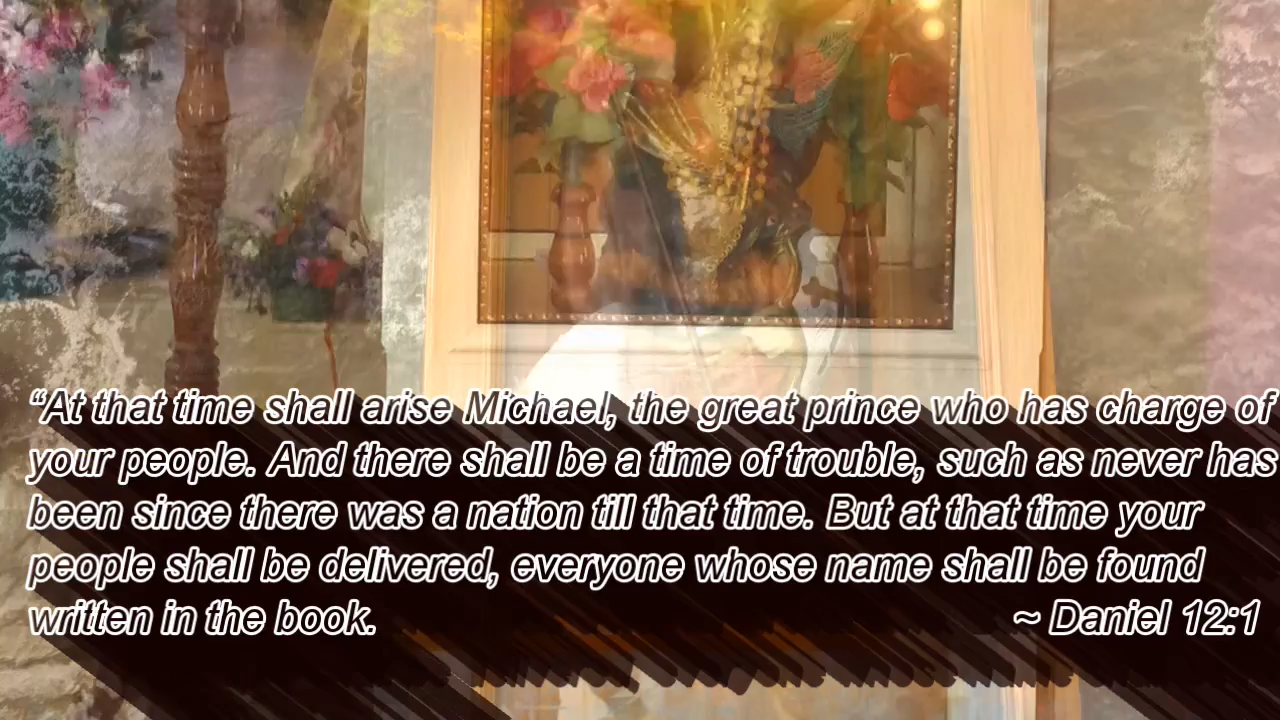 “At that time shall arise Michael, the great prince who has charge of
your people. And there shall be a time of trouble, such as never has
been since there was a nation till that time. But at that time your
people shall be delivered, everyone whose name shall be found
written in the book. ~ Daniel 12:1